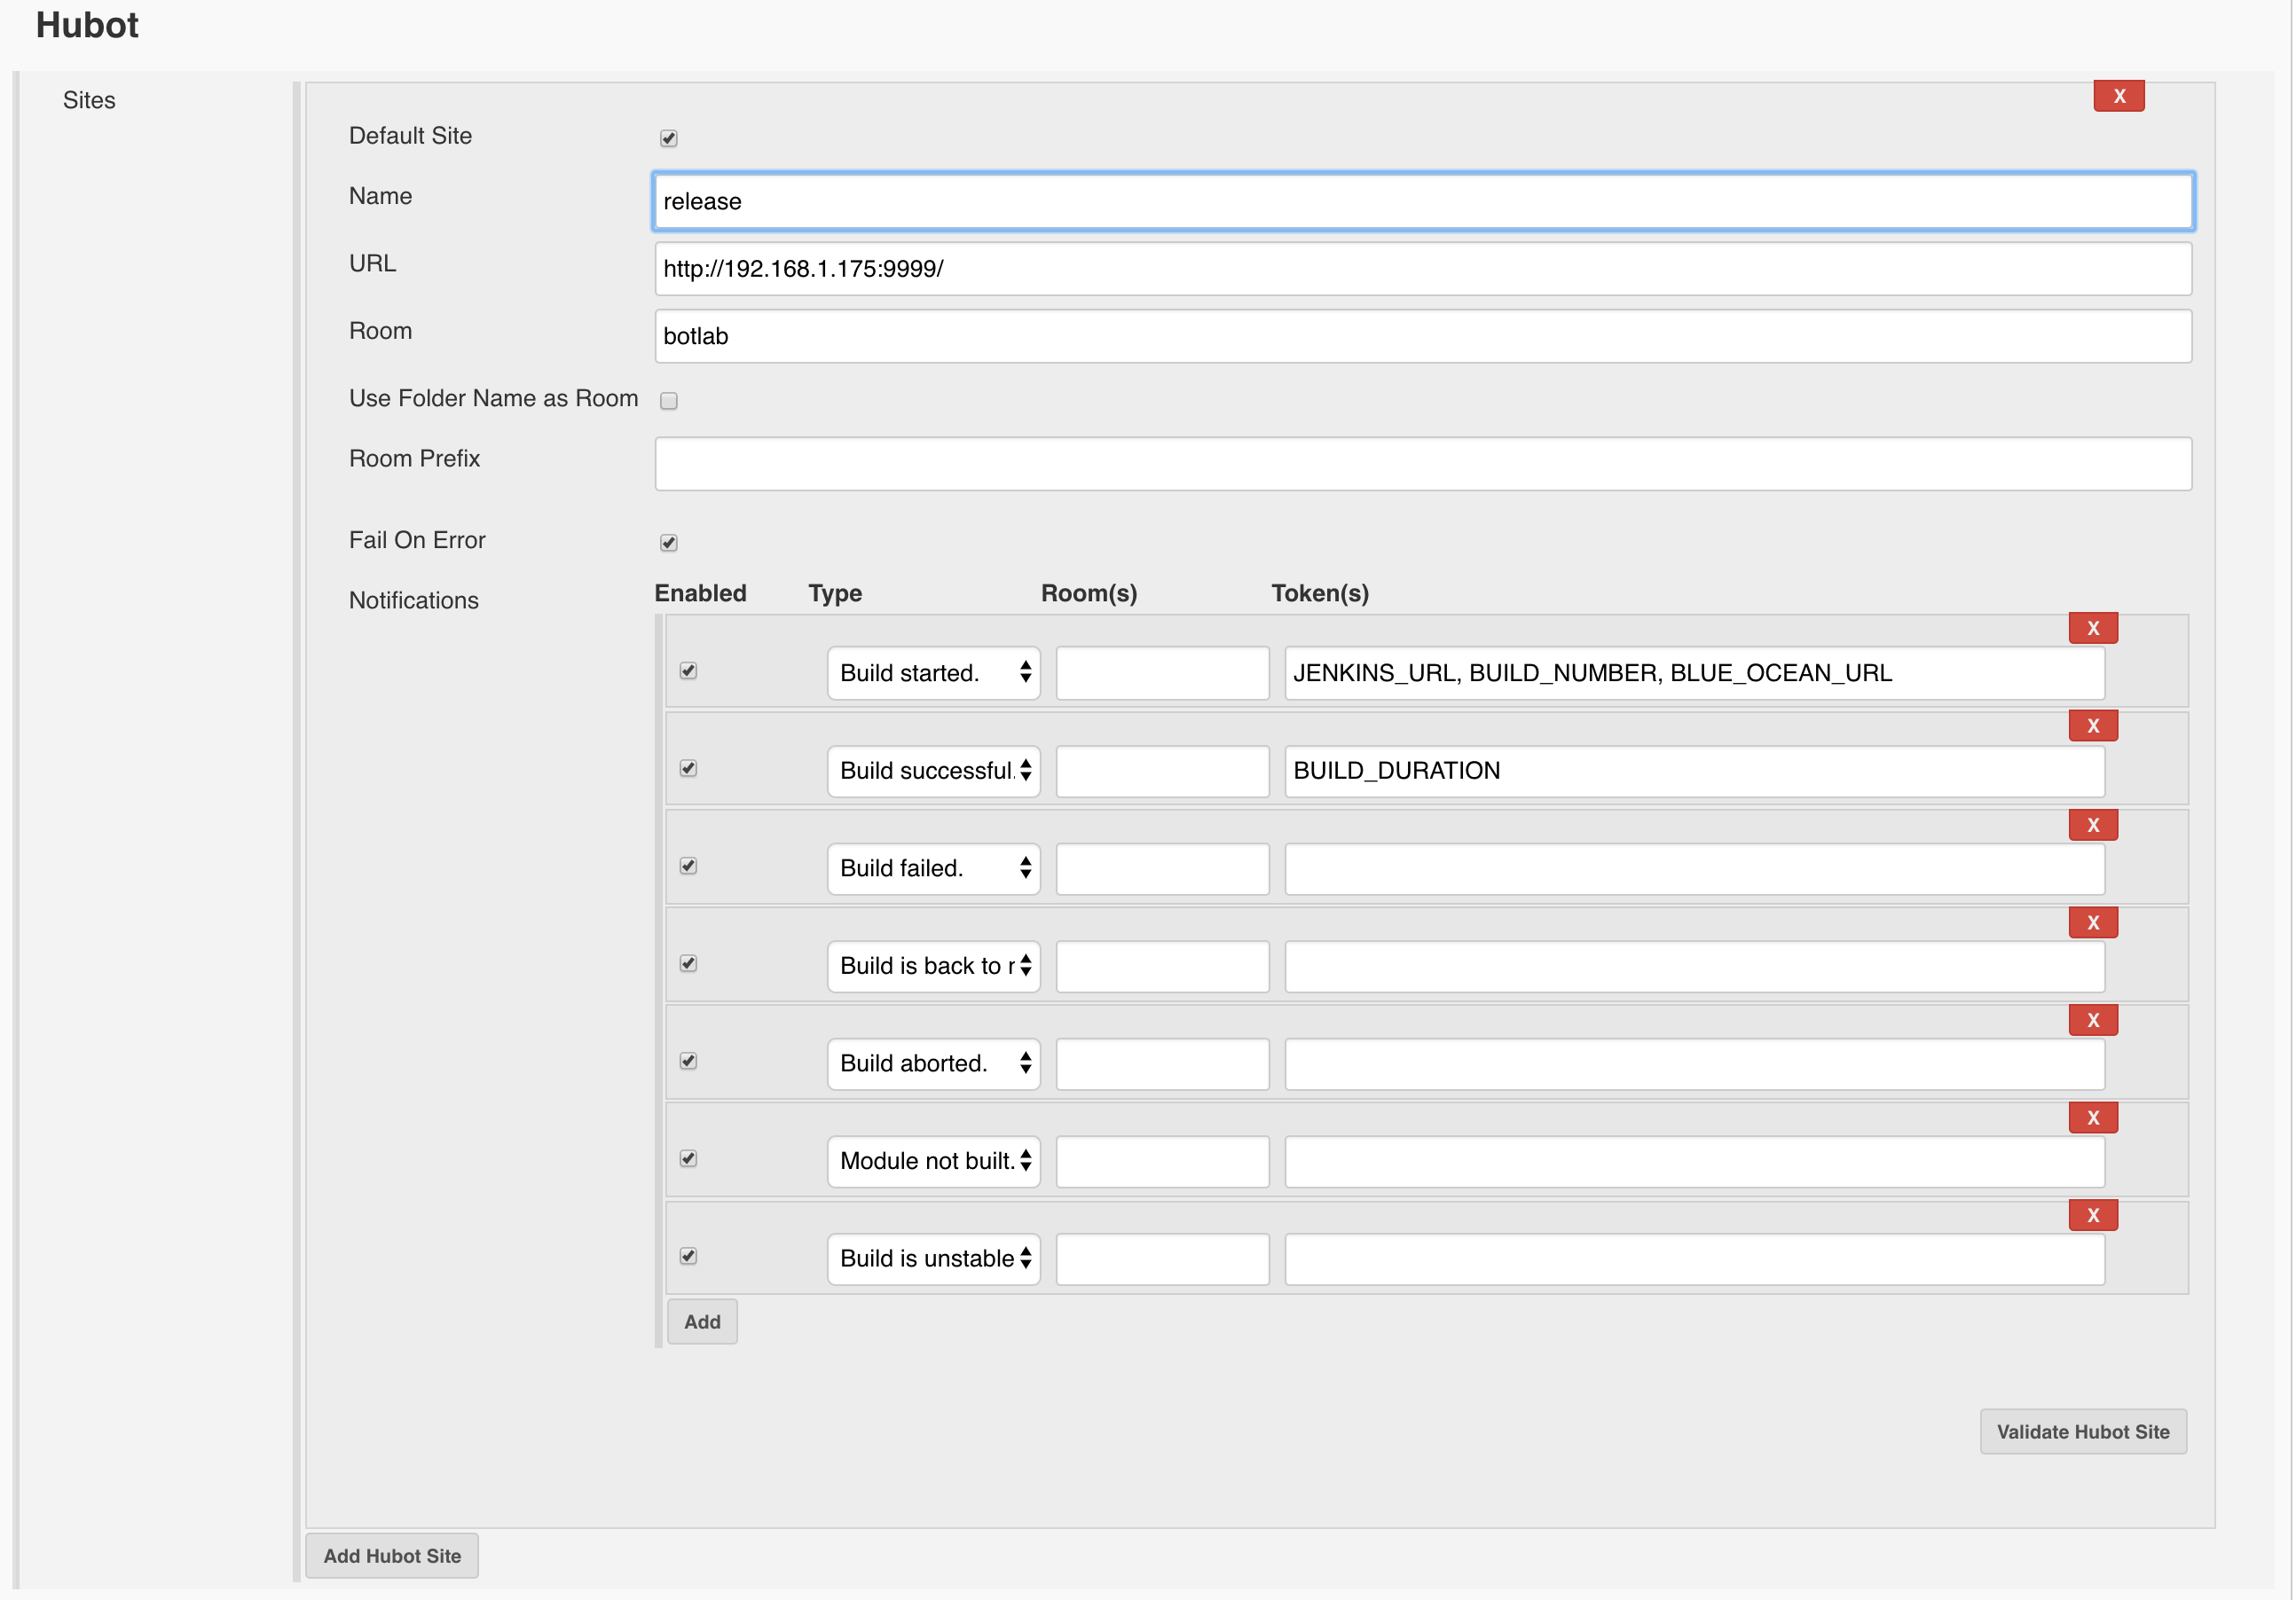 Hubot
Sites
X
Default Site
Name
release
URL
http://192.168.1.175:9999/
Room
botlab
Use Folder Name as Room
Room Prefix
Fail On Error
Notifications
Enabled Type Room(s) Token(s)
X
Build started. JENKINS_URL, BUILD_NUMBER, BLUE_OCEAN_URL
X
Build successful. BUILD_DURATION
X
Build failed.
X
Build is back to r
X
Build aborted.
X
Module not built.
X
Build is unstable
Add
Validate Hubot Site
Add Hubot Site